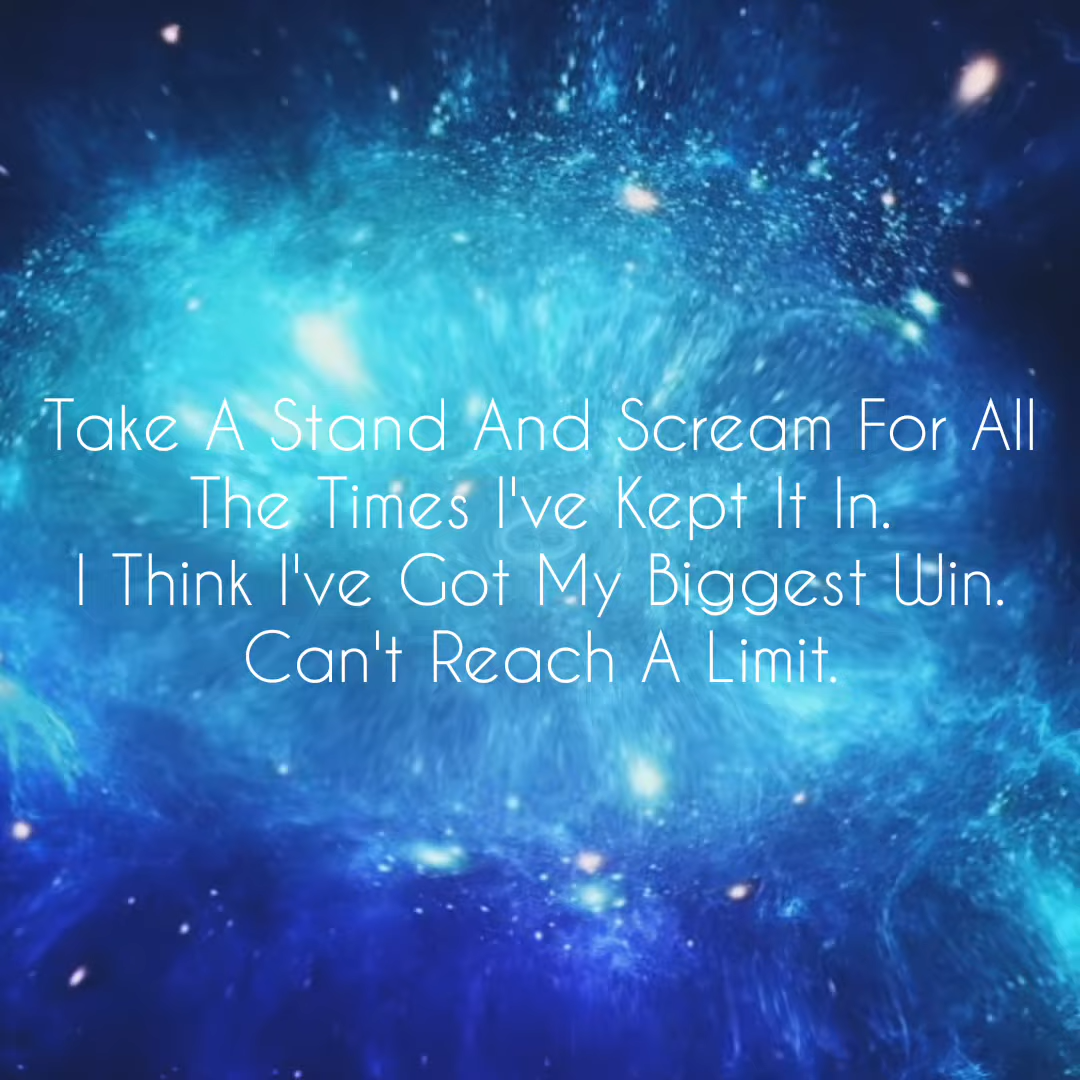 Take A Stand And Scream For All
The Times I've Kept It In.
I Think I've Got My Biggest Win.
Can't Reach A Limit.